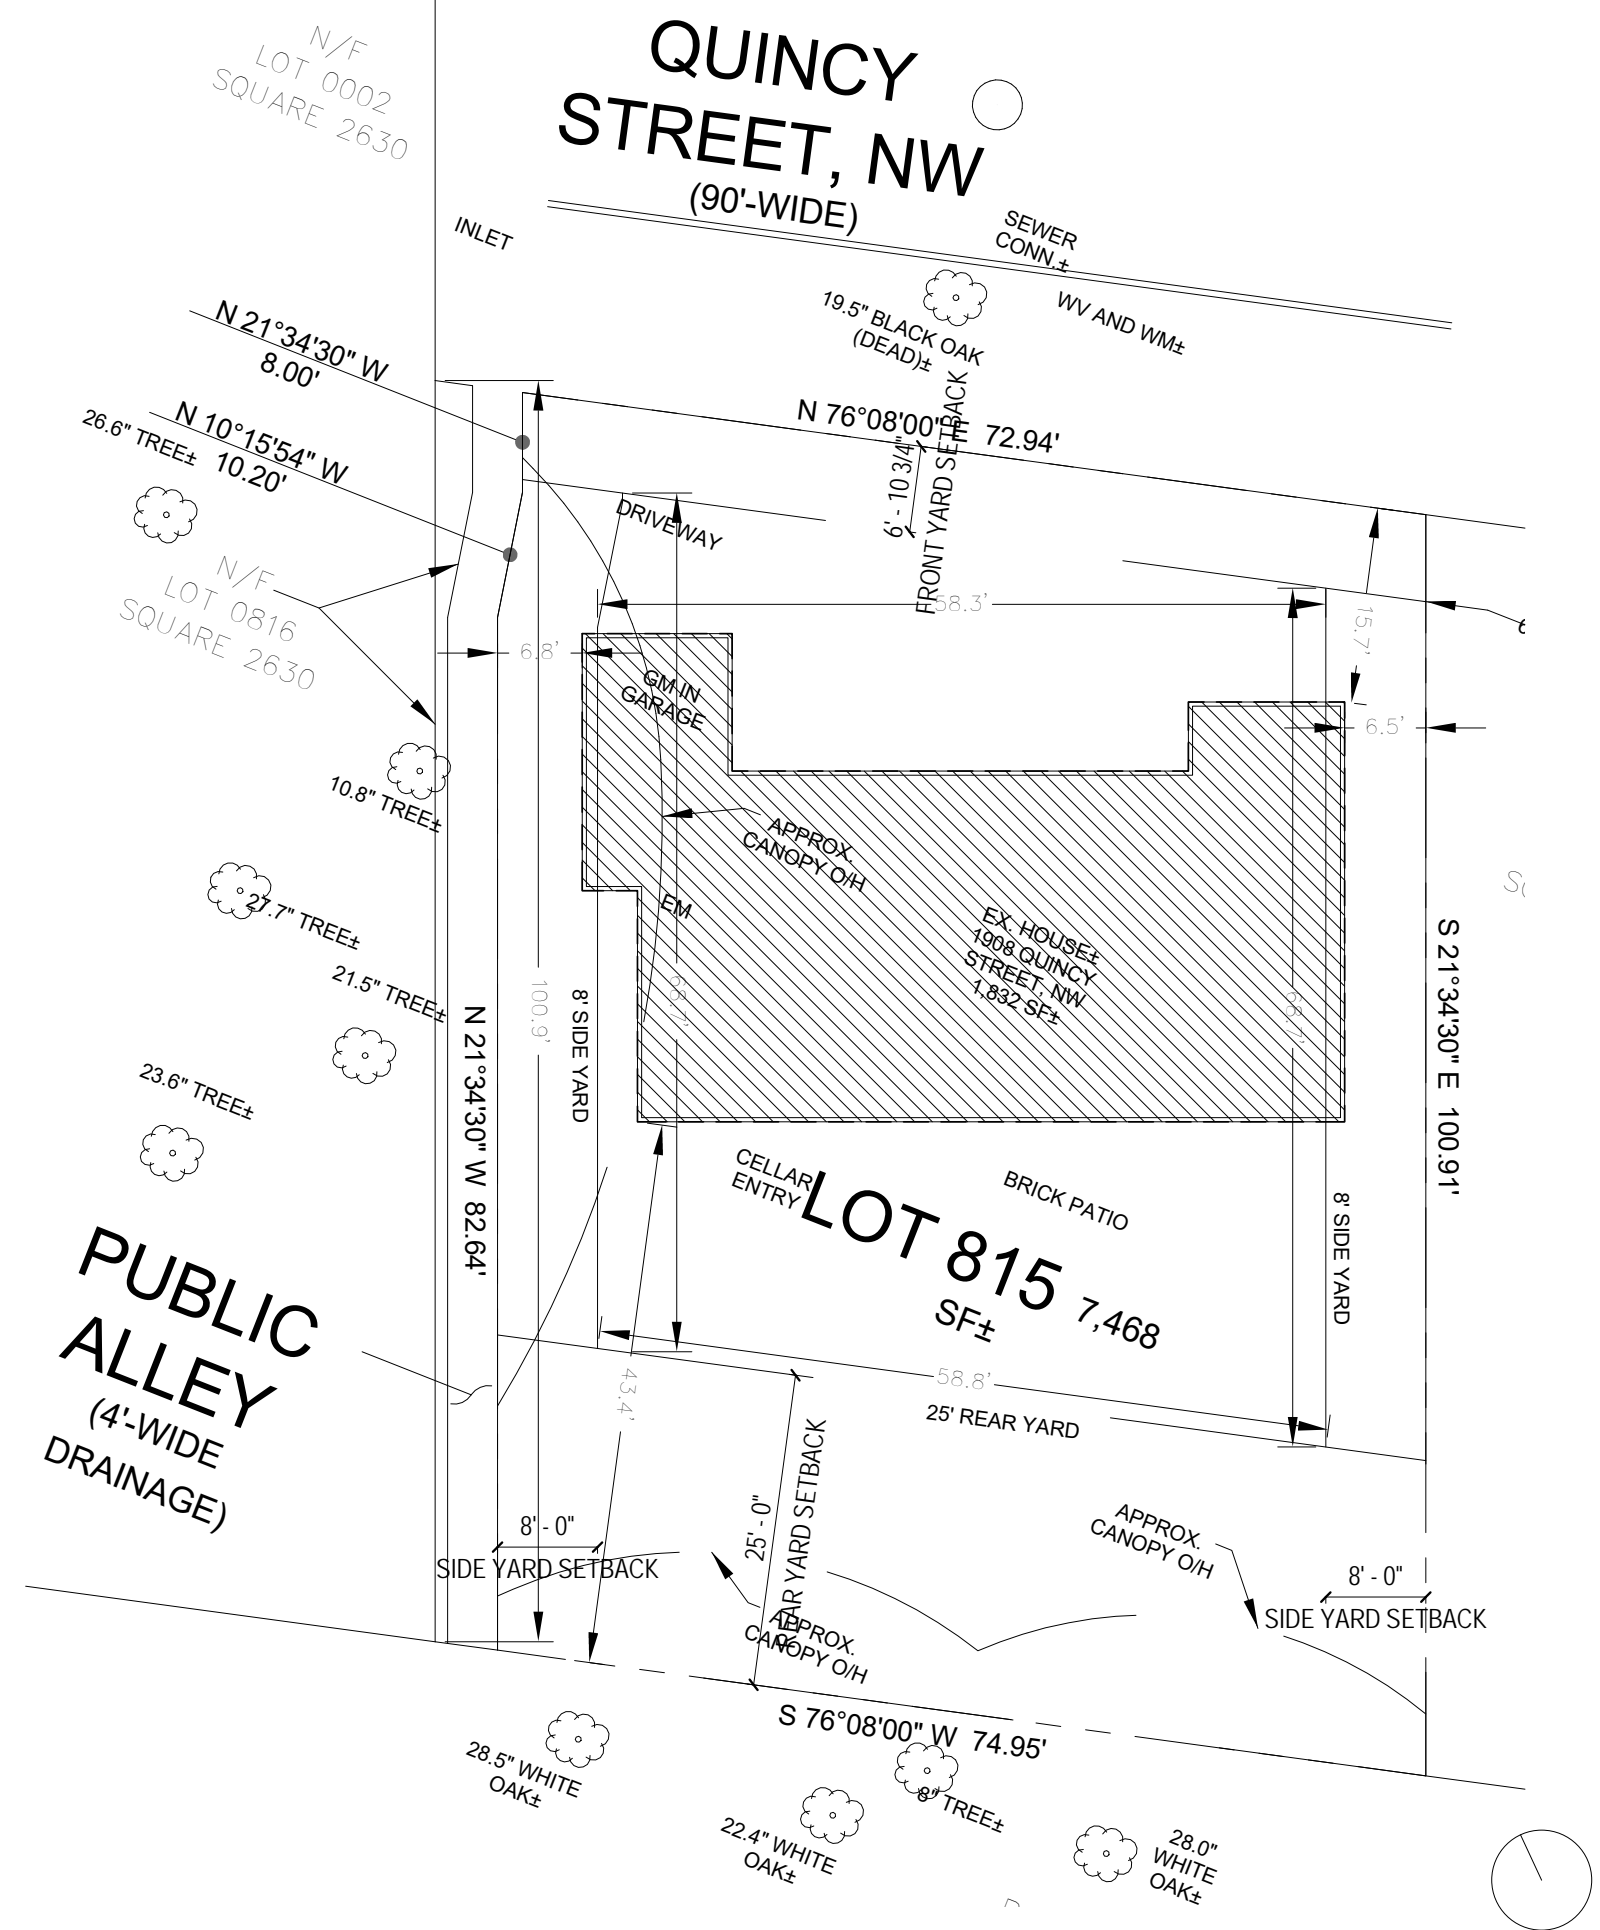 QUINCY
STREET, NW
(90'-WIDE)
N/F
LOT 0002
SQUARE 2630
INLET
SEWER
CONN.±
WV AND WM±
19.5" BLACK OAK
(DEAD)±
N 21°34'30" W
8.00'
N 10°15'54" W
10.20'
26.6" TREE±
N 76°08'00" E 72.94'
6' - 10 3/4"
FRONT YARD SETBACK
DRIVEWAY
58.3'
15.7'
6.8'
6.5'
N/F
LOT 0816
SQUARE 2630
GM IN
GARAGE
10.8" TREE±
APPROX.
CANOPY O/H
27.7" TREE±
EM
EX. HOUSE±
1908 QUINCY
STREET, NW
1,832 SF±
21.5" TREE±
100.9'
68.7'
68.7'
8' SIDE YARD
N 21°34'30" W 82.64'
S 21°34'30" E 100.91'
23.6" TREE±
CELLAR
ENTRY
BRICK PATIO
LOT 815 7,468
SF±
8' SIDE YARD
PUBLIC
ALLEY
(4'-WIDE
DRAINAGE)
43.4'
58.8'
25' REAR YARD
25' - 0"
REAR YARD SETBACK
8' - 0"
SIDE YARD SETBACK
APPROX.
CANOPY O/H
8' - 0"
SIDE YARD SETBACK
APPROX.
CANOPY O/H
S 76°08'00" W 74.95'
28.5" WHITE
OAK±
8" TREE±
22.4" WHITE
OAK±
28.0"
WHITE
OAK±